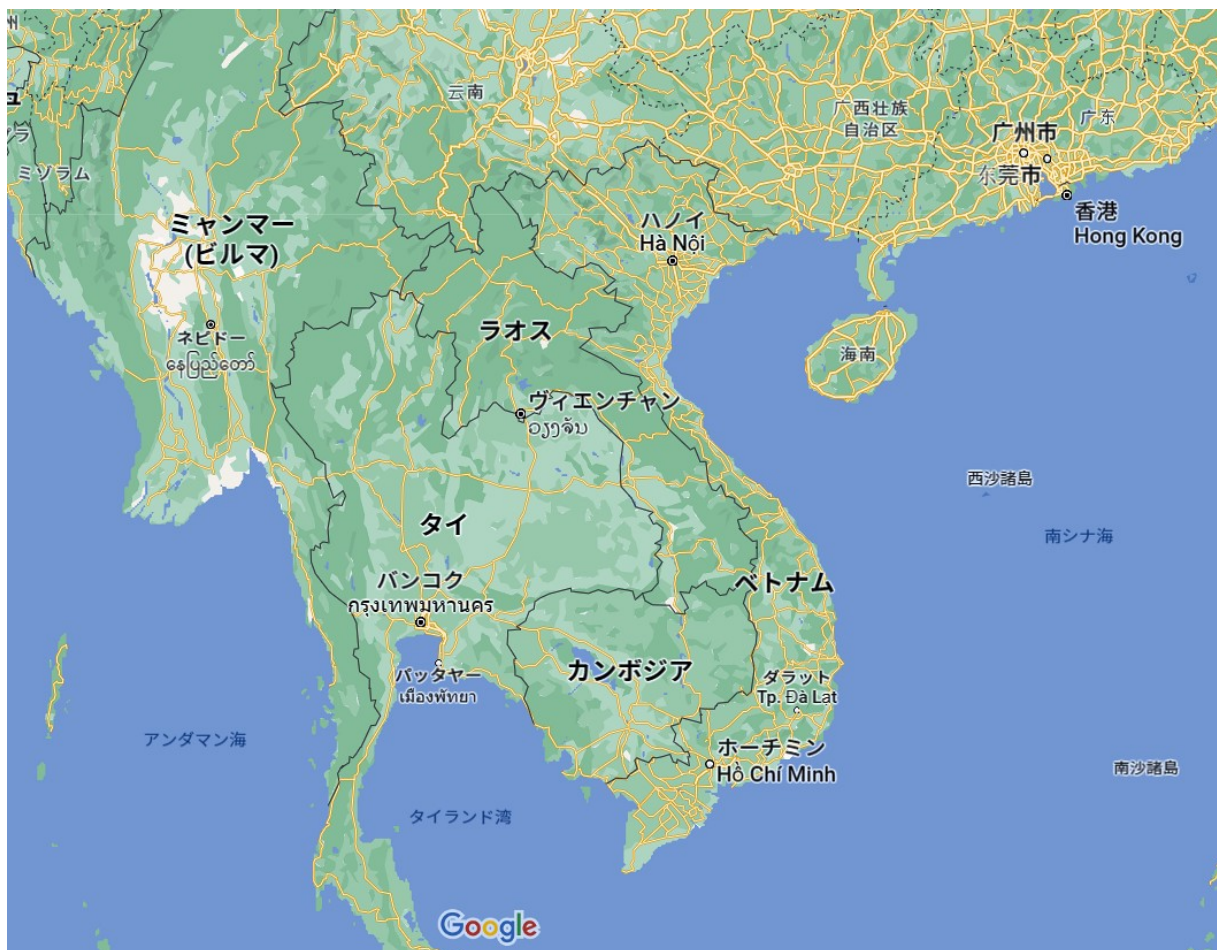 云南
广西壮族
自治区
广东
广州市
东莞市
香港
Hong Kong
ミゾラム
ミャンマー
(ビルマ)
ハノイ
Hà Nội
ネピドー
နေပြည်တော်
ラオス
海南
ヴィエンチャン
ວຽງຈັນ
西沙諸島
南シナ海
タイ
バンコク
กรุงเทพมหานคร
ベトナム
カンボジア
パッタヤー
เมืองพัทยา
ダラット
Tp. Đà Lạt
アンダマン海
ホーチミン
Hồ Chí Minh
南沙諸島
タイランド湾
Google